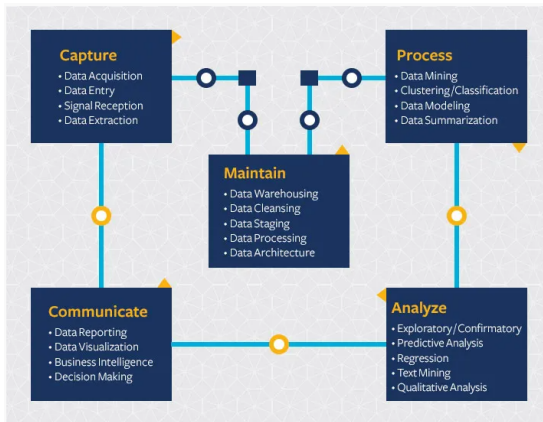 Capture
• Data Acquisition
• Data Entry
• Signal Reception
• Data Extraction
Process
• Data Mining
• Clustering/Classification
• Data Modeling
• Data Summarization
Maintain
• Data Warehousing
• Data Cleansing
• Data Staging
• Data Processing
• Data Architecture
Communicate
• Data Reporting
• Data Visualization
• Business Intelligence
• Decision Making
Analyze
• Exploratory/Confirmatory
• Predictive Analysis
• Regression
• Text Mining
• Qualitative Analysis